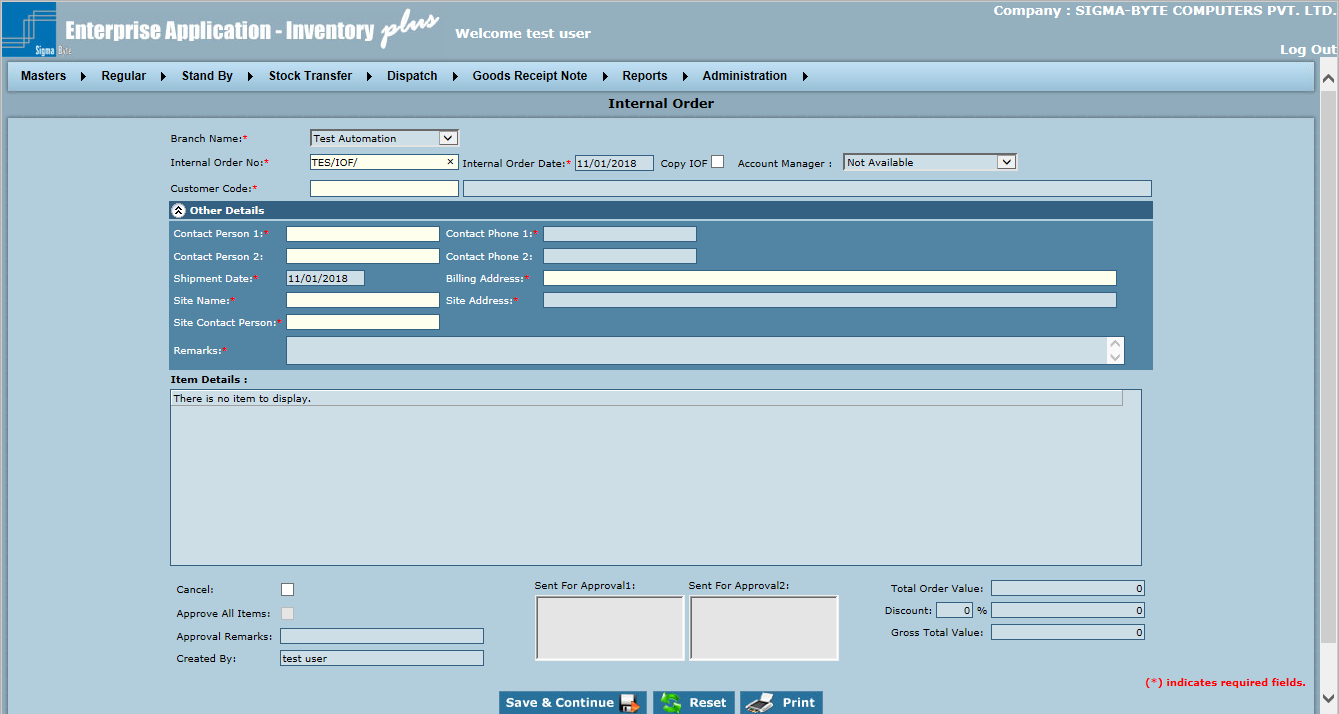 Company : SIGMA-BYTE COMPUTERS PVT. LTD.
Enterprise Application - Inventory plus
Welcome test user
Sigma Byte
Log Out
Masters Regular Stand By Stock Transfer Dispatch Goods Receipt Note Reports Administration
Internal Order
Branch Name:* Test Automation
Internal Order No:* TES/IOF/ × Internal Order Date:* 11/01/2018 Copy IOF Account Manager : Not Available
Customer Code:*
Other Details
Contact Person 1:* Contact Phone 1:*
Contact Person 2: Contact Phone 2:
Shipment Date:* 11/01/2018 Billing Address:*
Site Name:* Site Address:*
Site Contact Person:*
Remarks:*
Item Details :
There is no item to display.
Cancel: Sent For Approval1: Sent For Approval2: Total Order Value: 0
Approve All Items: Discount: 0 % 0
Approval Remarks: Gross Total Value: 0
Created By: test user
(*) indicates required fields.
Save & Continue Reset Print